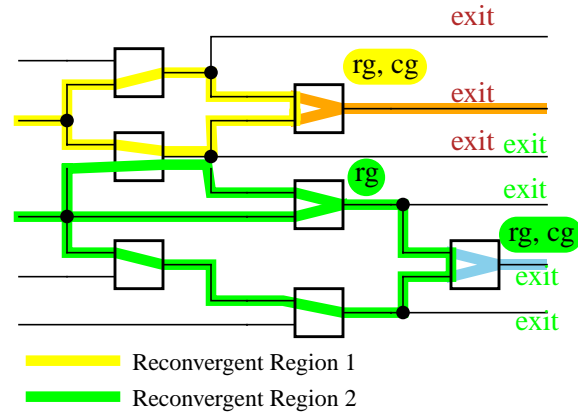 exit
rg, cg
exit
exit
exit
rg
exit
rg, cg
exit
exit
Reconvergent Region 1
Reconvergent Region 2